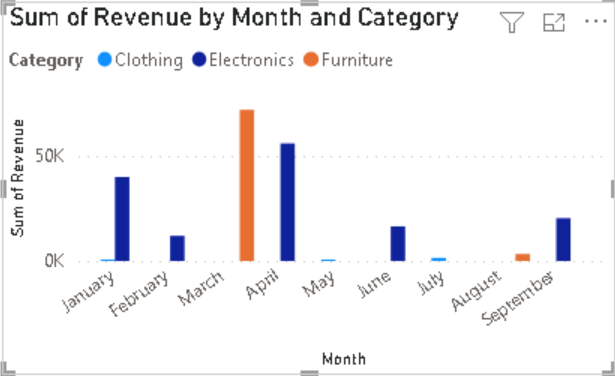 Sum of Revenue by Month and Category
Category Clothing Electronics Furniture
Sum of Revenue
50K
0K
January February March April May June July August September
Month